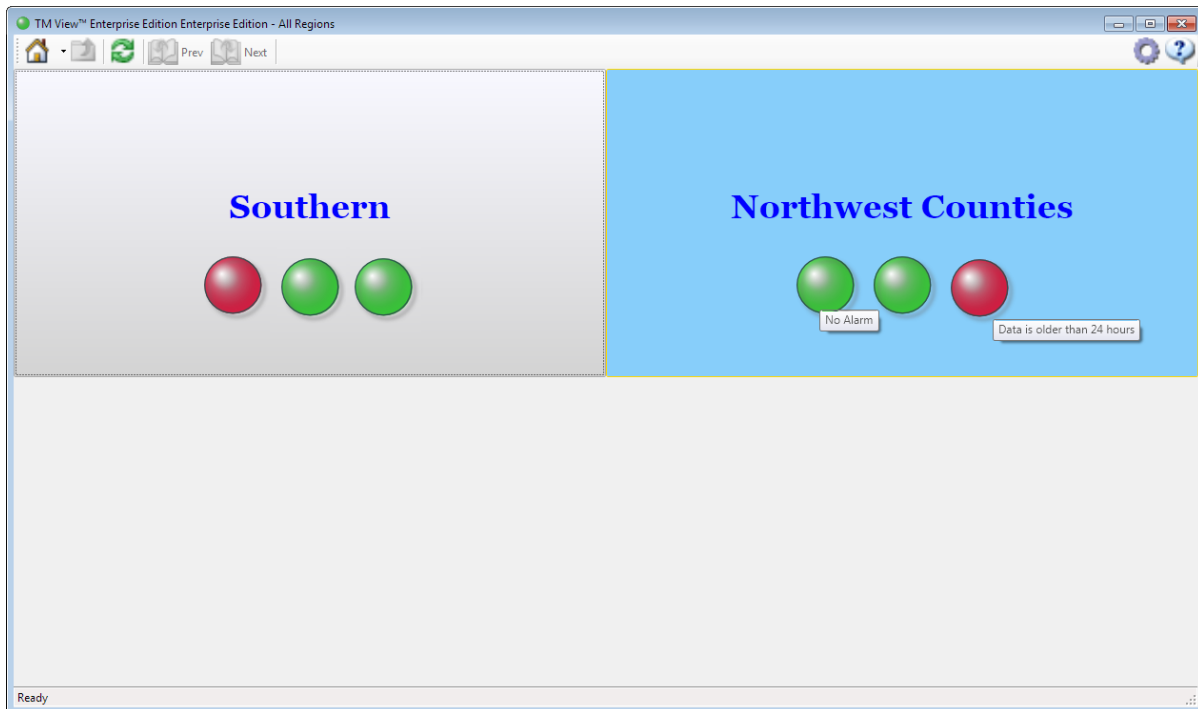 TM View™ Enterprise Edition Enterprise Edition - All Regions
Prev Next
Southern
Northwest Counties
No Alarm
Data is older than 24 hours
Ready